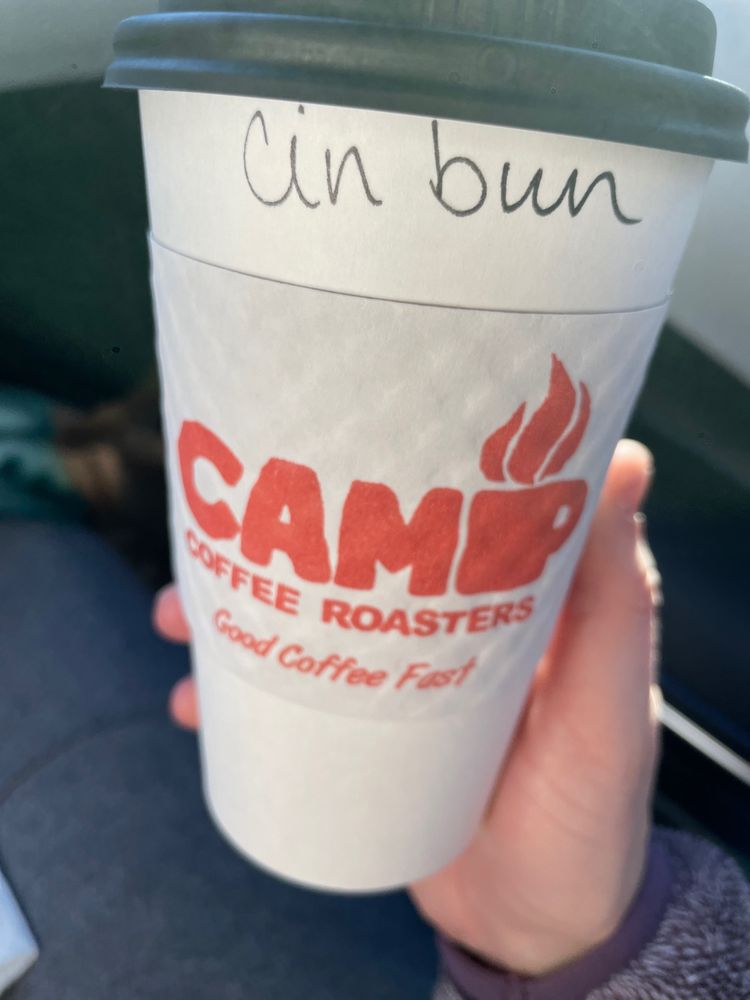 cin bun
CAMP
COFFEE ROASTERS
Good Coffee Fast